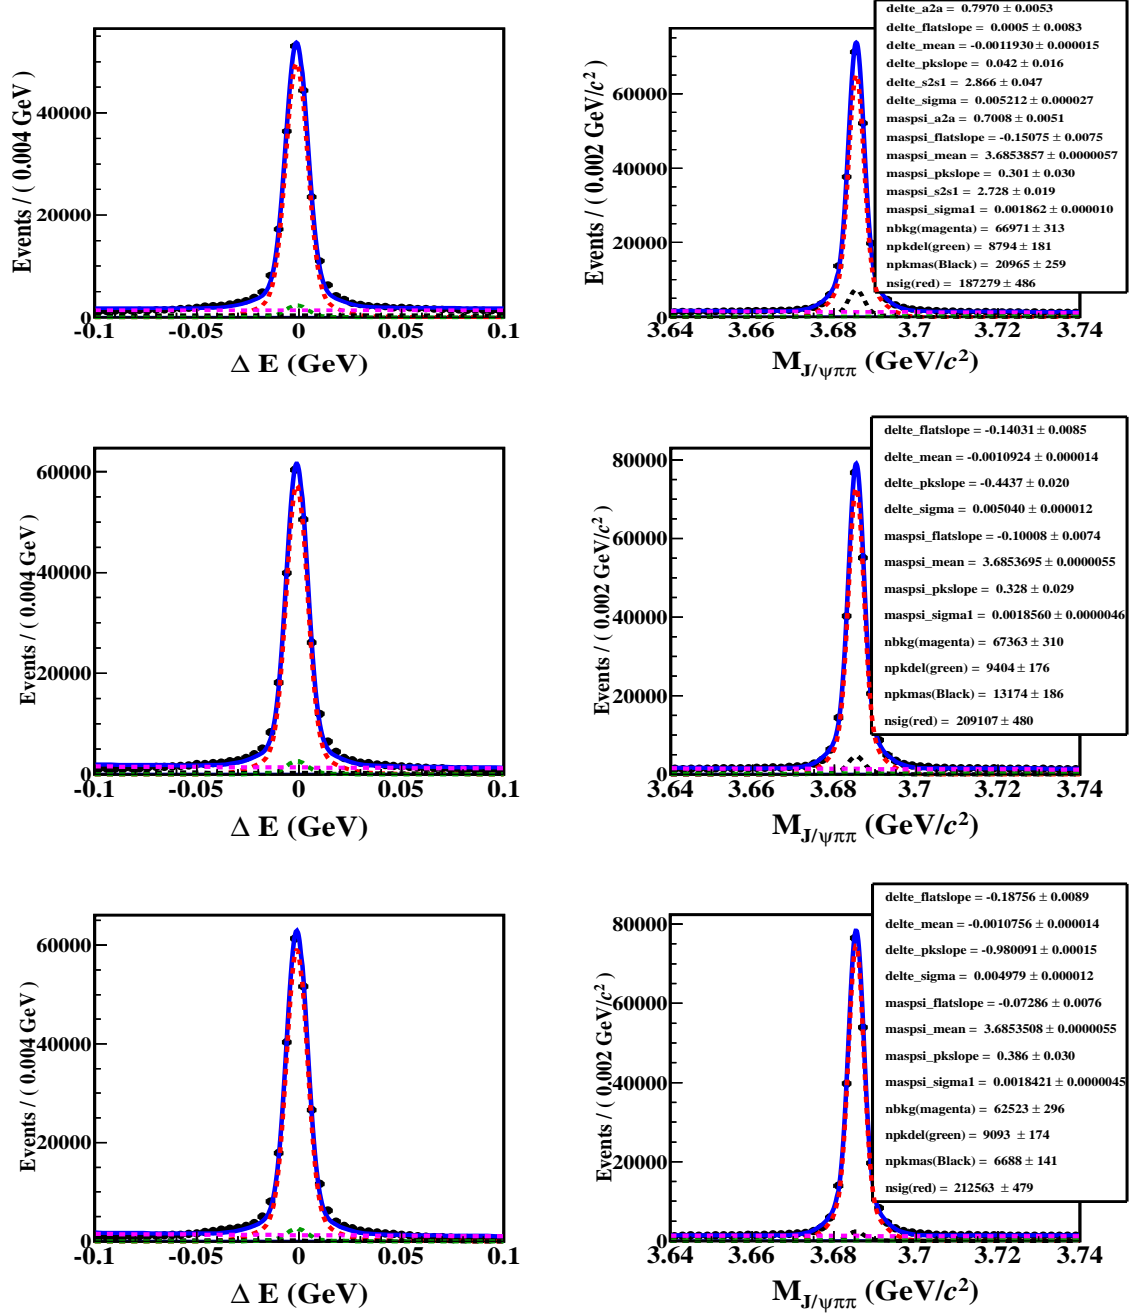 Events / ( 0.004 GeV )
40000
20000
0
-0.1
-0.05
0
0.05
0.1
Δ E (GeV)
Events / ( 0.002 GeV/c²)
60000
40000
20000
0
3.64
3.66
3.68
3.7
3.72
3.74
M_J/ψππ (GeV/c²)
delte_a2a = 0.7970 ± 0.0053
delte_flatslope = 0.0005 ± 0.0083
delte_mean = -0.0011930 ± 0.000015
delte_pkslope = 0.042 ± 0.016
delte_s2s1 = 2.866 ± 0.047
delte_sigma = 0.005212 ± 0.000027
maspsi_a2a = 0.7008 ± 0.0051
maspsi_flatslope = -0.15075 ± 0.0075
maspsi_mean = 3.6853857 ± 0.0000057
maspsi_pkslope = 0.301 ± 0.030
maspsi_s2s1 = 2.728 ± 0.019
maspsi_sigma1 = 0.001862 ± 0.000010
nbkg(magenta) = 66971 ± 313
npkdel(green) = 8794 ± 181
npkmas(Black) = 20965 ± 259
nsig(red) = 187279 ± 486
Events / ( 0.004 GeV )
60000
40000
20000
0
-0.1
-0.05
0
0.05
0.1
Δ E (GeV)
Events / ( 0.002 GeV/c²)
80000
60000
40000
20000
0
3.64
3.66
3.68
3.7
3.72
3.74
M_J/ψππ (GeV/c²)
delte_flatslope = -0.14031 ± 0.0085
delte_mean = -0.0010924 ± 0.000014
delte_pkslope = -0.4437 ± 0.020
delte_sigma = 0.005040 ± 0.000012
maspsi_flatslope = -0.10008 ± 0.0074
maspsi_mean = 3.6853695 ± 0.0000055
maspsi_pkslope = 0.328 ± 0.029
maspsi_sigma1 = 0.0018560 ± 0.0000046
nbkg(magenta) = 67363 ± 310
npkdel(green) = 9404 ± 176
npkmas(Black) = 13174 ± 186
nsig(red) = 209107 ± 480
Events / ( 0.004 GeV )
60000
40000
20000
0
-0.1
-0.05
0
0.05
0.1
Δ E (GeV)
Events / ( 0.002 GeV/c²)
80000
60000
40000
20000
0
3.64
3.66
3.68
3.7
3.72
3.74
M_J/ψππ (GeV/c²)
delte_flatslope = -0.18756 ± 0.0089
delte_mean = -0.0010756 ± 0.000014
delte_pkslope = -0.980091 ± 0.00015
delte_sigma = 0.004979 ± 0.000012
maspsi_flatslope = -0.07286 ± 0.0076
maspsi_mean = 3.6853508 ± 0.0000055
maspsi_pkslope = 0.386 ± 0.030
maspsi_sigma1 = 0.0018421 ± 0.0000045
nbkg(magenta) = 62523 ± 296
npkdel(green) = 9093 ± 174
npkmas(Black) = 6688 ± 141
nsig(red) = 212563 ± 479